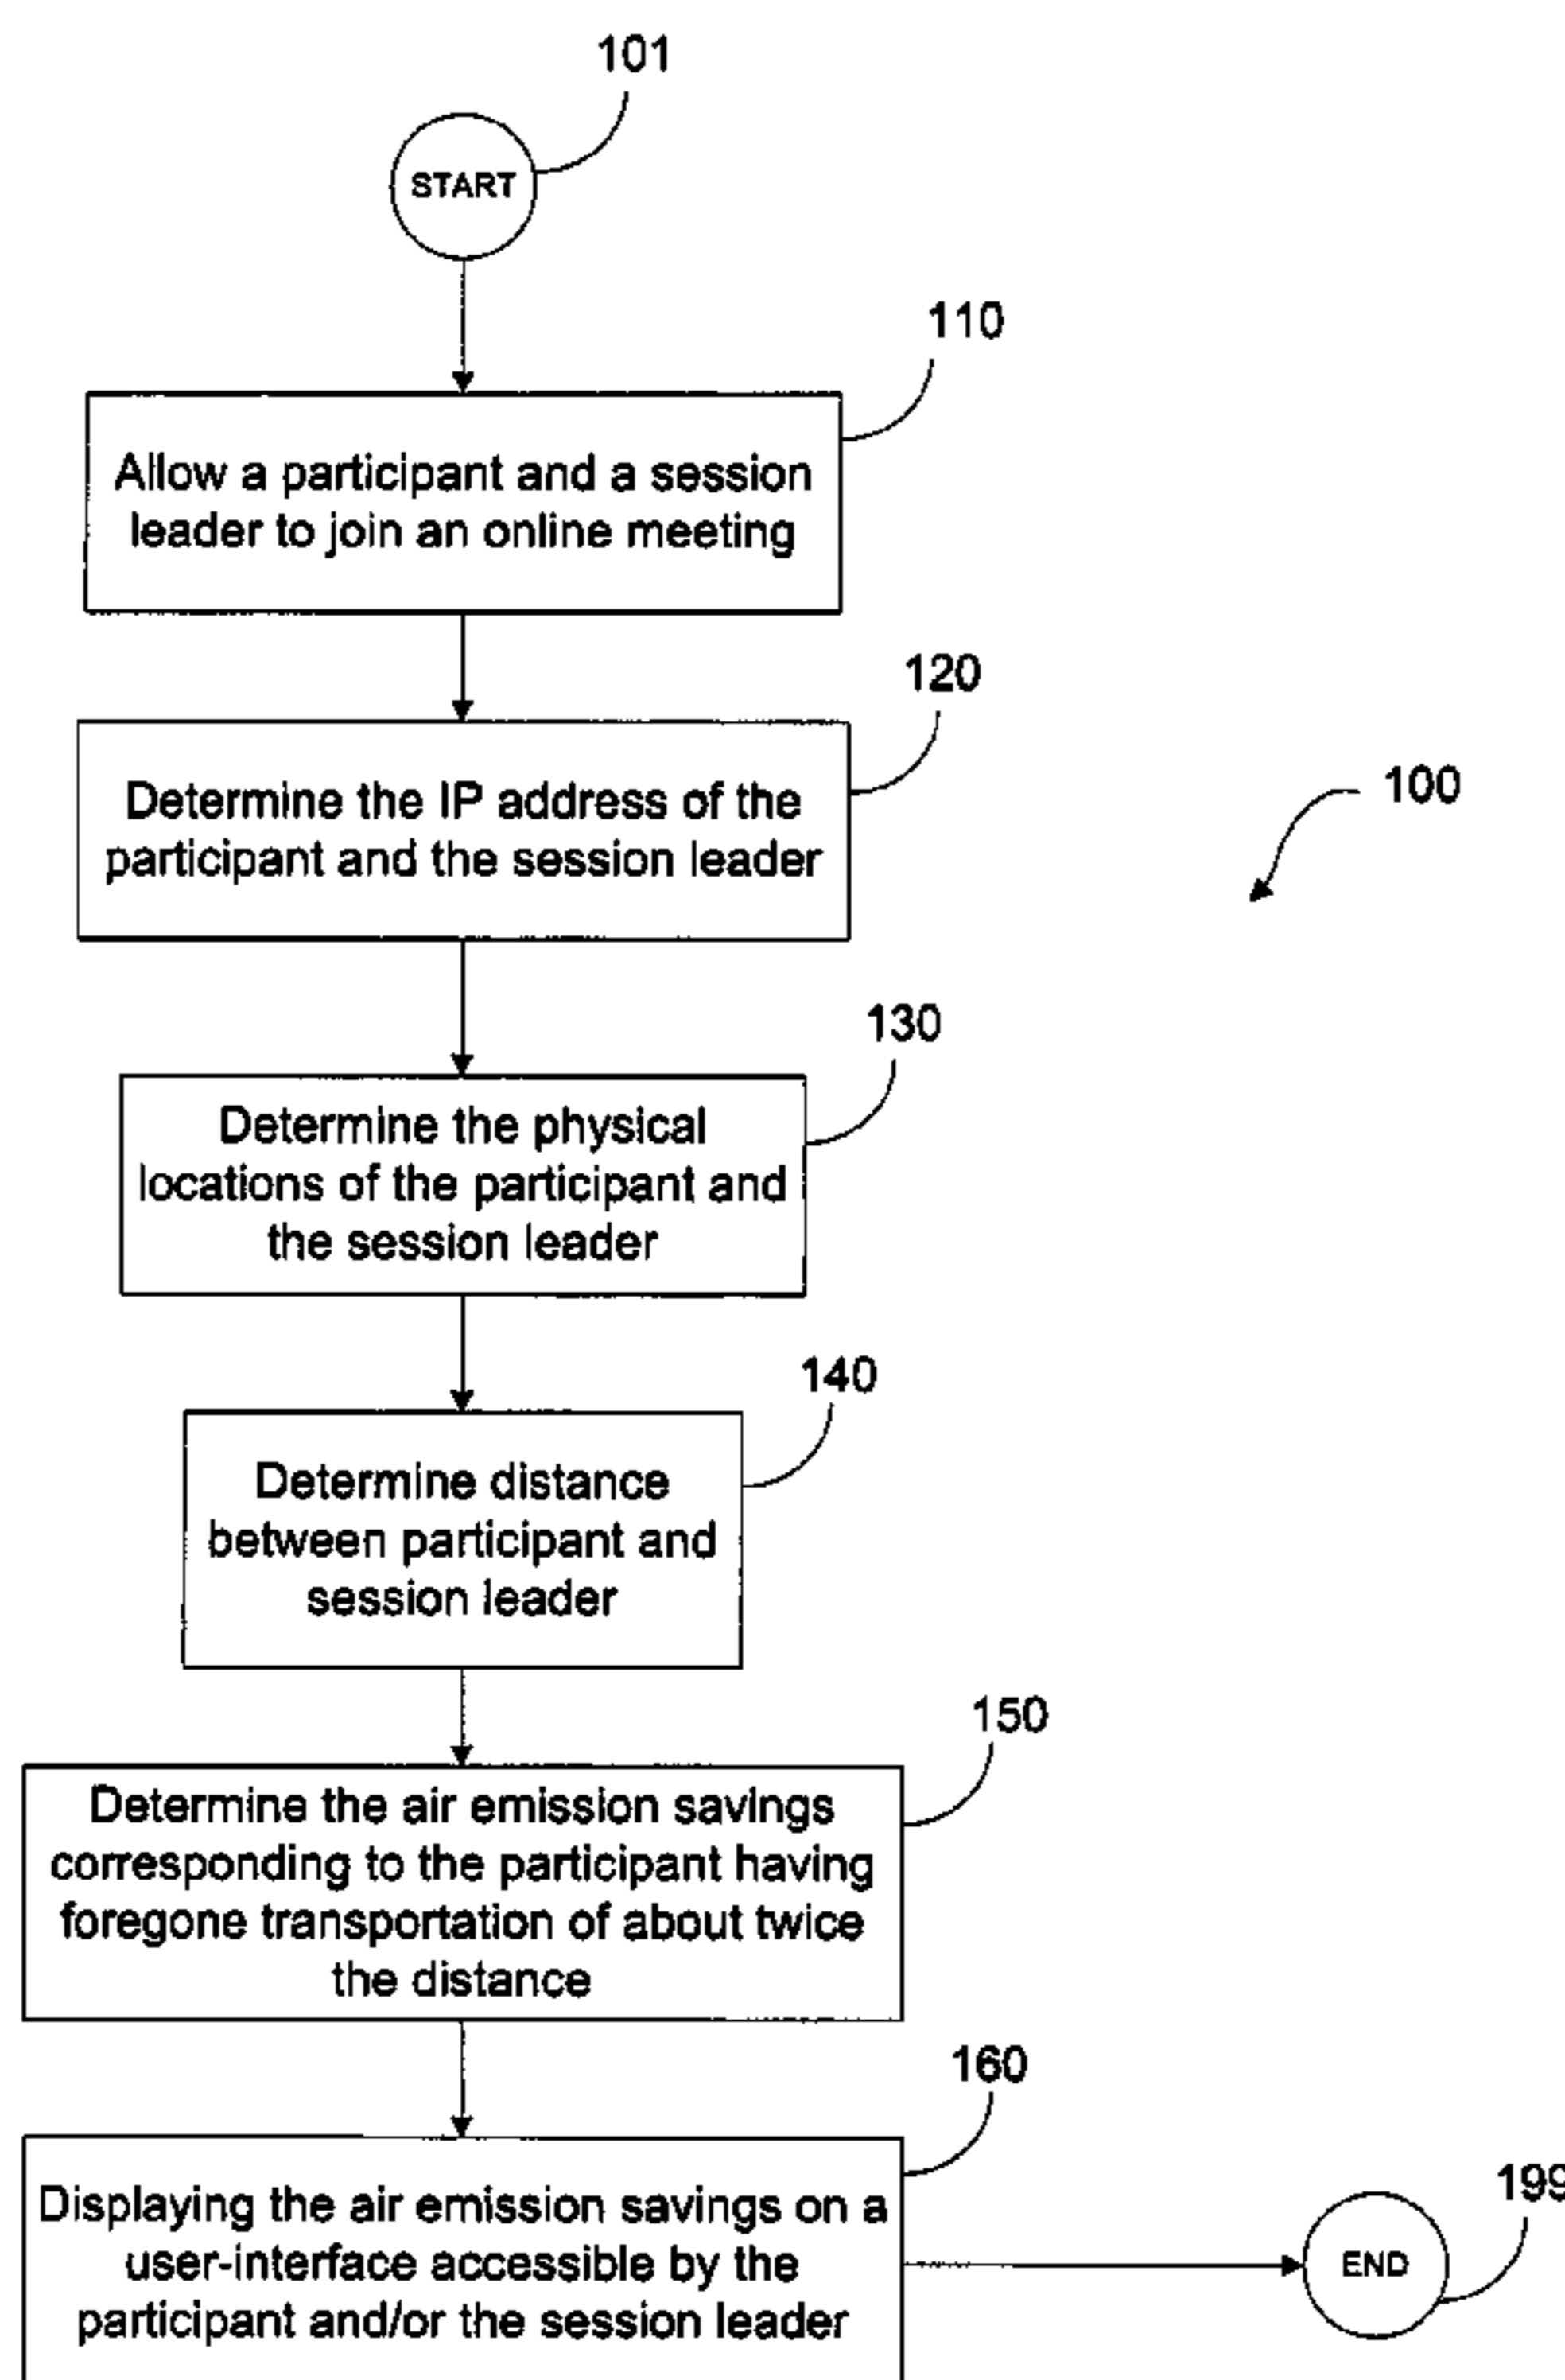 101
START
110
Allow a participant and a session
leader to join an online meeting
120
Determine the IP address of the
participant and the session leader
100
130
Determine the physical
locations of the participant and
the session leader
140
Determine distance
between participant and
session leader
150
Determine the air emission savings
corresponding to the participant having
foregone transportation of about twice
the distance
160
Displaying the air emission savings on a
user-interface accessible by the
participant and/or the session leader
199
END